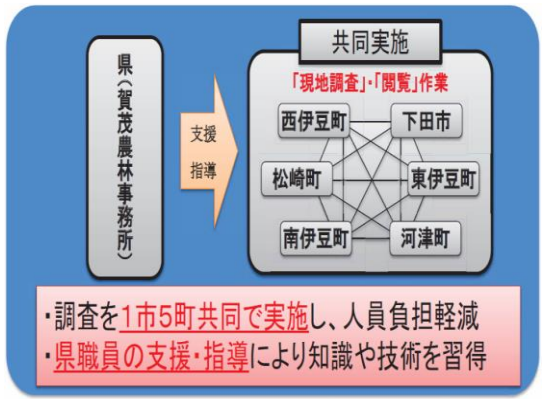 県(賀茂農林事務所)
支援
指導
共同実施
「現地調査」・「閲覧」作業
西伊豆町 下田市
松崎町 東伊豆町
南伊豆町 河津町
・調査を1市5町共同で実施し、人員負担軽減
・県職員の支援・指導により知識や技術を習得